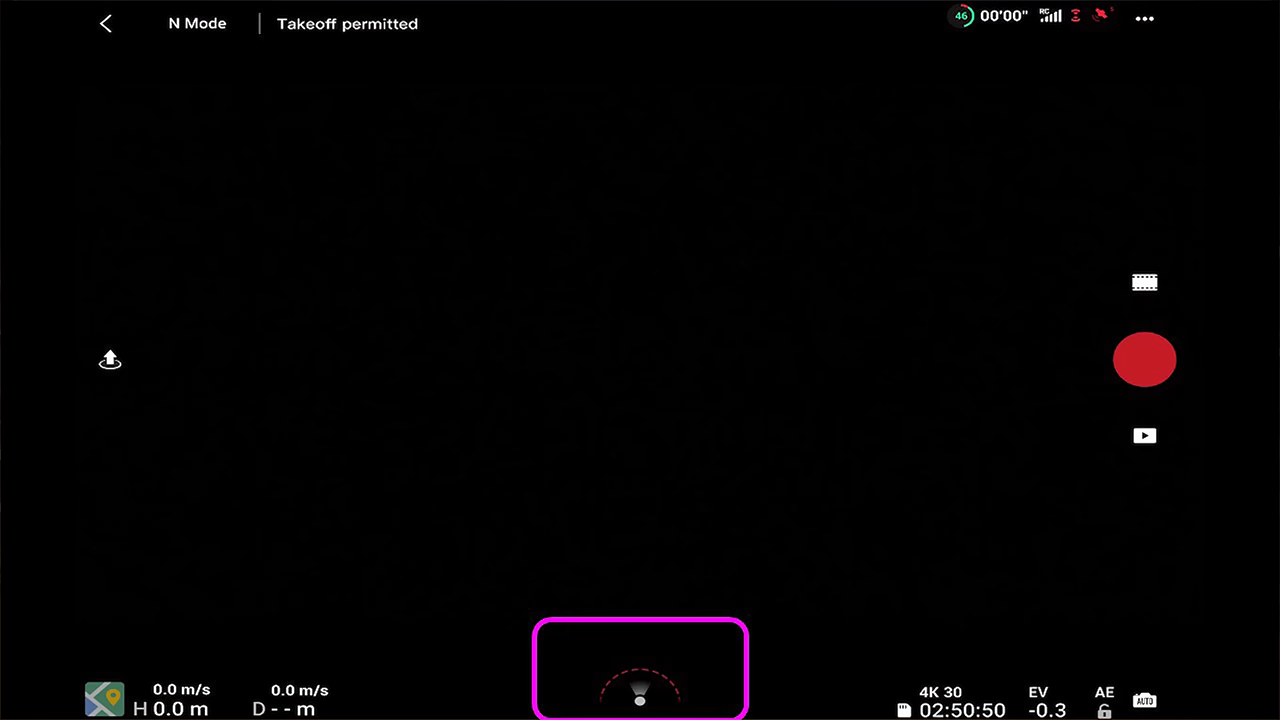 N Mode
Takeoff permitted
46
00'00"
RC
5
0.0 m/s
0.0 m/s
H 0.0 m
D - - m
4K 30
02:50:50
EV
-0.3
AE
AUTO